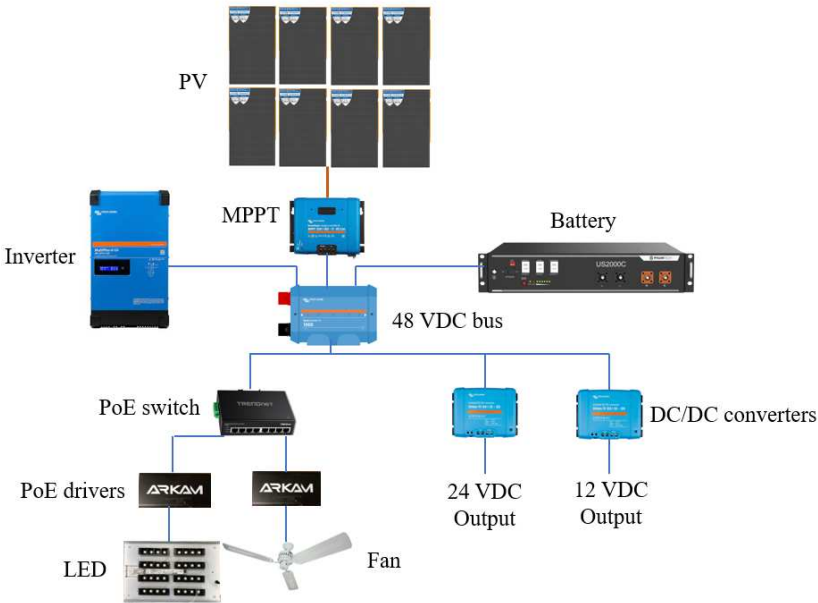 PV
MPPT
Battery
Inverter
US2000C
48 VDC bus
TRENDnet
PoE switch
DC/DC converters
PoE drivers
ARKAM
ARKAM
24 VDC
Output
12 VDC
Output
LED
Fan